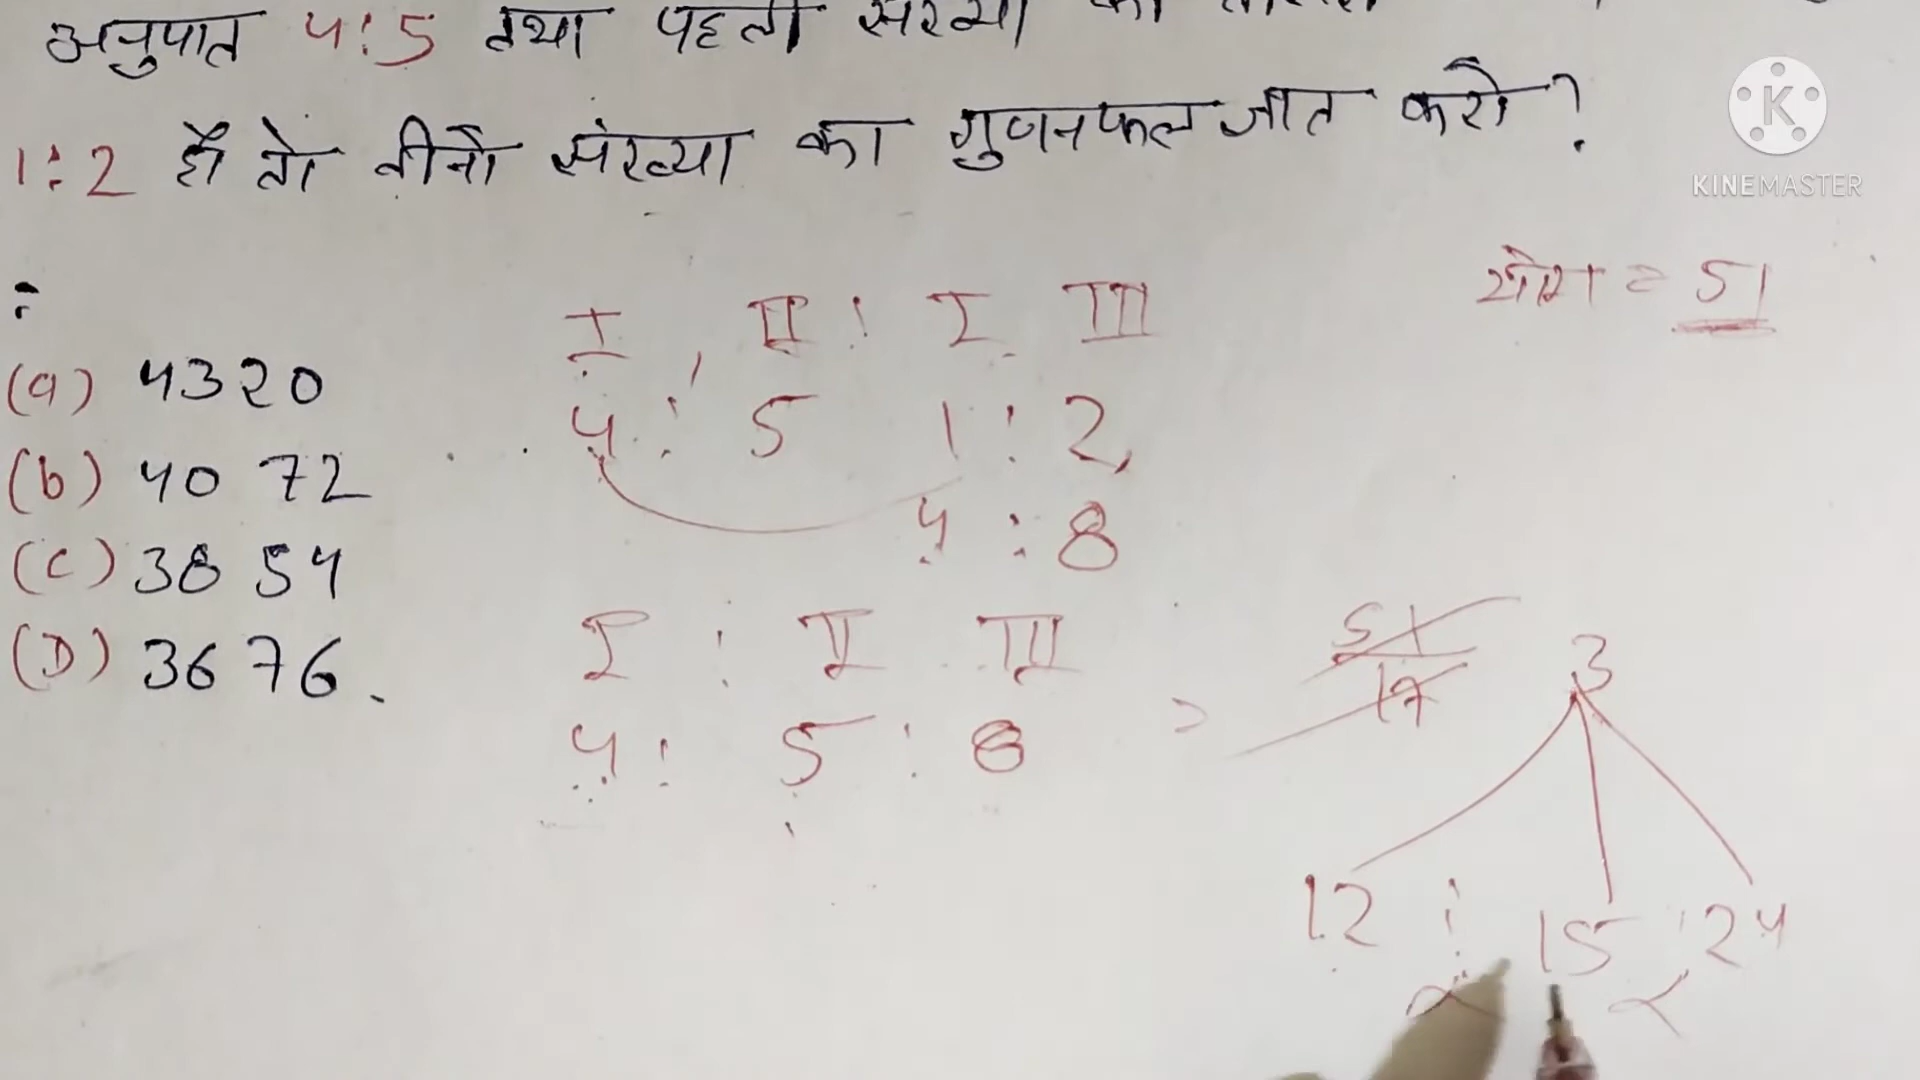 अनुपात 4:5 तथा पहली संख्या
1:2 हो तो तीनो संख्या का गुणनफल ज्ञात करो?
योग = 51
(a) 4320
(b) 4072
(c) 3854
(D) 3676.
I : II : I III
4 : 5 1 : 2
4 : 8
I : II III
4 : 5 : 8
51
17
3
12 : 15 : 24
K
KINEMASTER